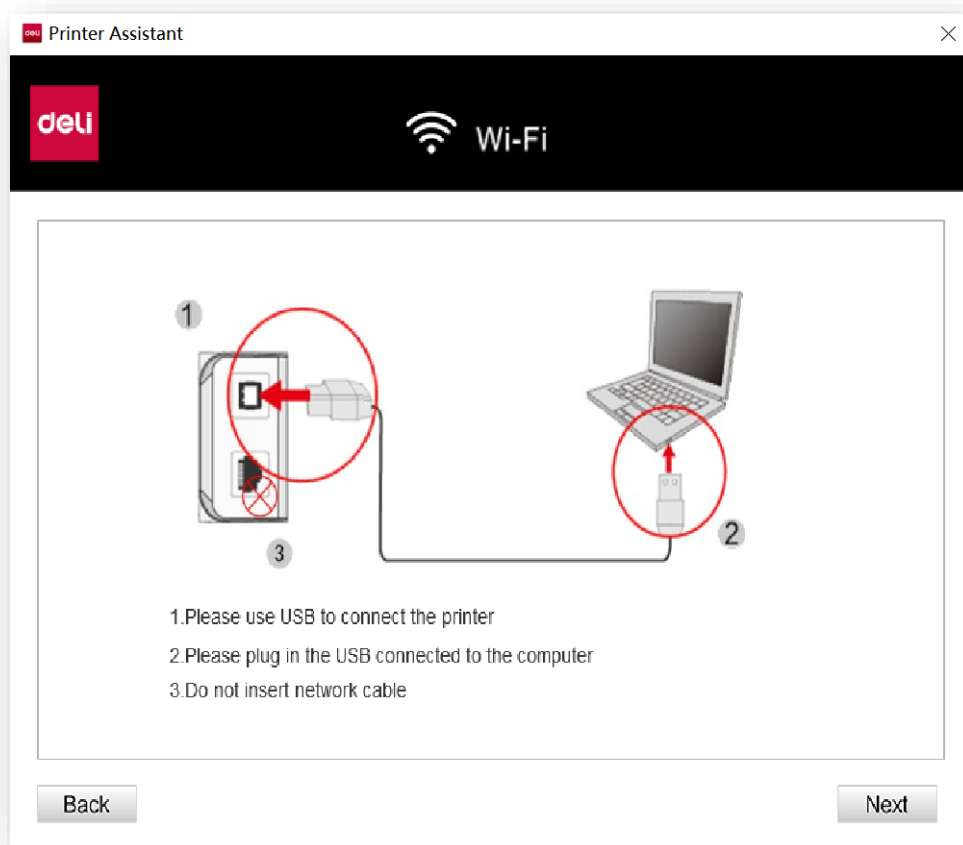 deli Printer Assistant
deli
Wi-Fi
1
2
3
1.Please use USB to connect the printer
2.Please plug in the USB connected to the computer
3.Do not insert network cable
Back
Next